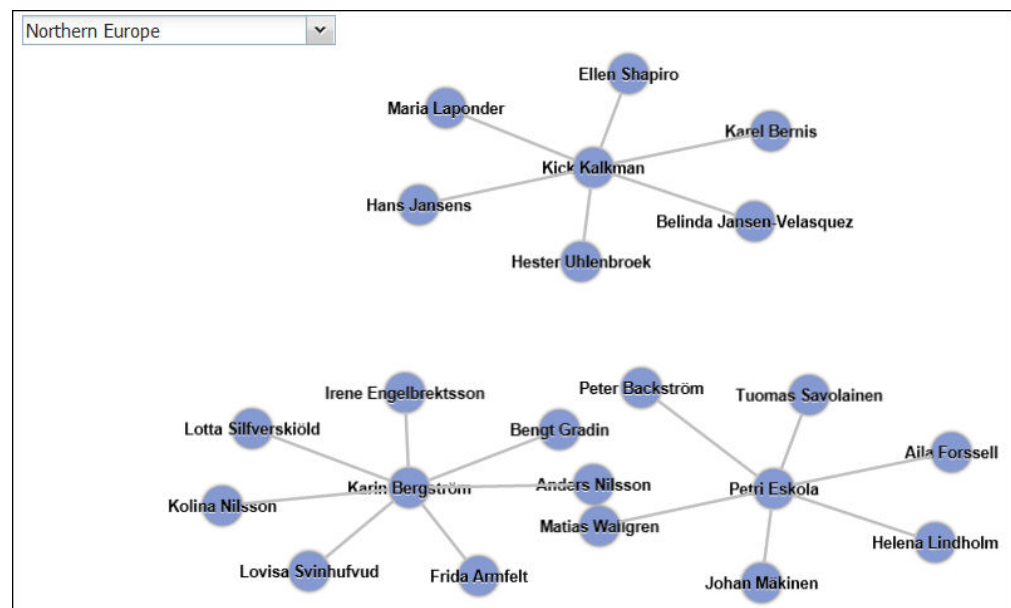 Northern Europe
Ellen Shapiro
Maria Laponder
Karel Bernis
Kick Kalkman
Hans Jansens
Belinda Jansen-Velasquez
Hester Uhlenbroek
Irene Engelbrektsson
Peter Backström
Tuomas Savolainen
Lotta Silfverskiöld
Bengt Gradin
Aila Forssell
Karin Bergström
Anders Nilsson
Petri Eskola
Kolina Nilsson
Matias Wallgren
Helena Lindholm
Lovisa Svinhufvud
Frida Armfelt
Johan Mäkinen